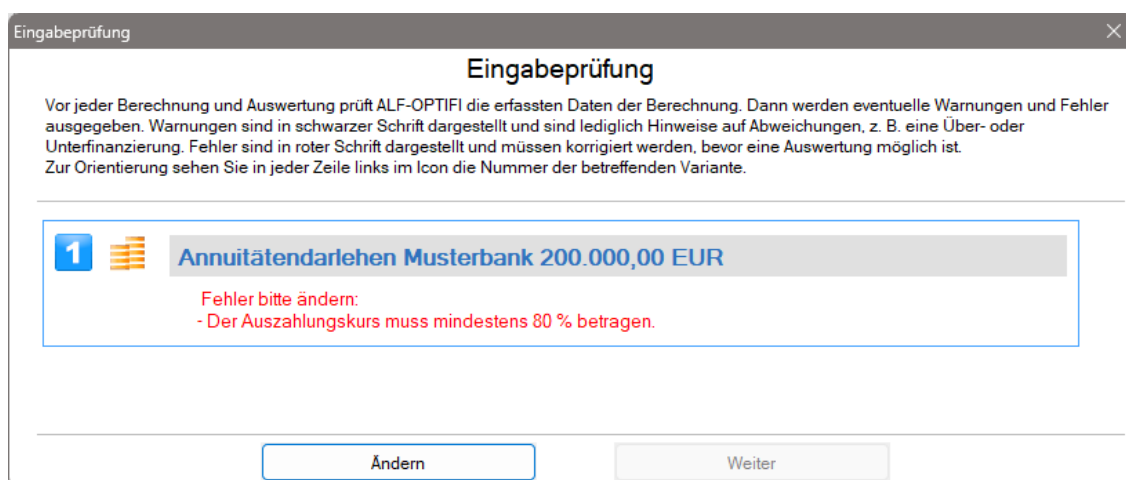 Eingabeprüfung
Eingabeprüfung
Vor jeder Berechnung und Auswertung prüft ALF-OPTIFI die erfassten Daten der Berechnung. Dann werden eventuelle Warnungen und Fehler
ausgegeben. Warnungen sind in schwarzer Schrift dargestellt und sind lediglich Hinweise auf Abweichungen, z. B. eine Über- oder
Unterfinanzierung. Fehler sind in roter Schrift dargestellt und müssen korrigiert werden, bevor eine Auswertung möglich ist.
Zur Orientierung sehen Sie in jeder Zeile links im Icon die Nummer der betreffenden Variante.
1 Annuitätendarlehen Musterbank 200.000,00 EUR
Fehler bitte ändern:
- Der Auszahlungskurs muss mindestens 80 % betragen.
Ändern Weiter